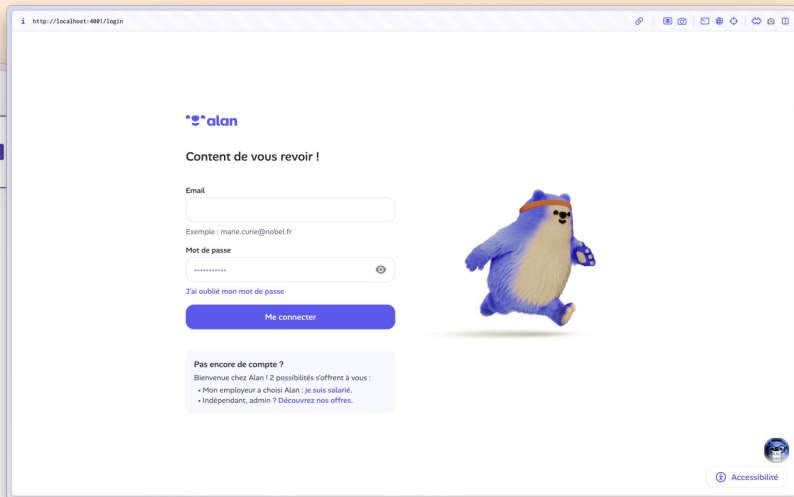 http://localhost:4001/login
alan
Content de vous revoir !
Email
Exemple : marie.curie@nobel.fr
Mot de passe
J'ai oublié mon mot de passe
Me connecter
Pas encore de compte ?
Bienvenue chez Alan ! 2 possibilités s'offrent à vous :
• Mon employeur a choisi Alan : je suis salarié.
• Indépendant, admin ? Découvrez nos offres.
Accessibilité